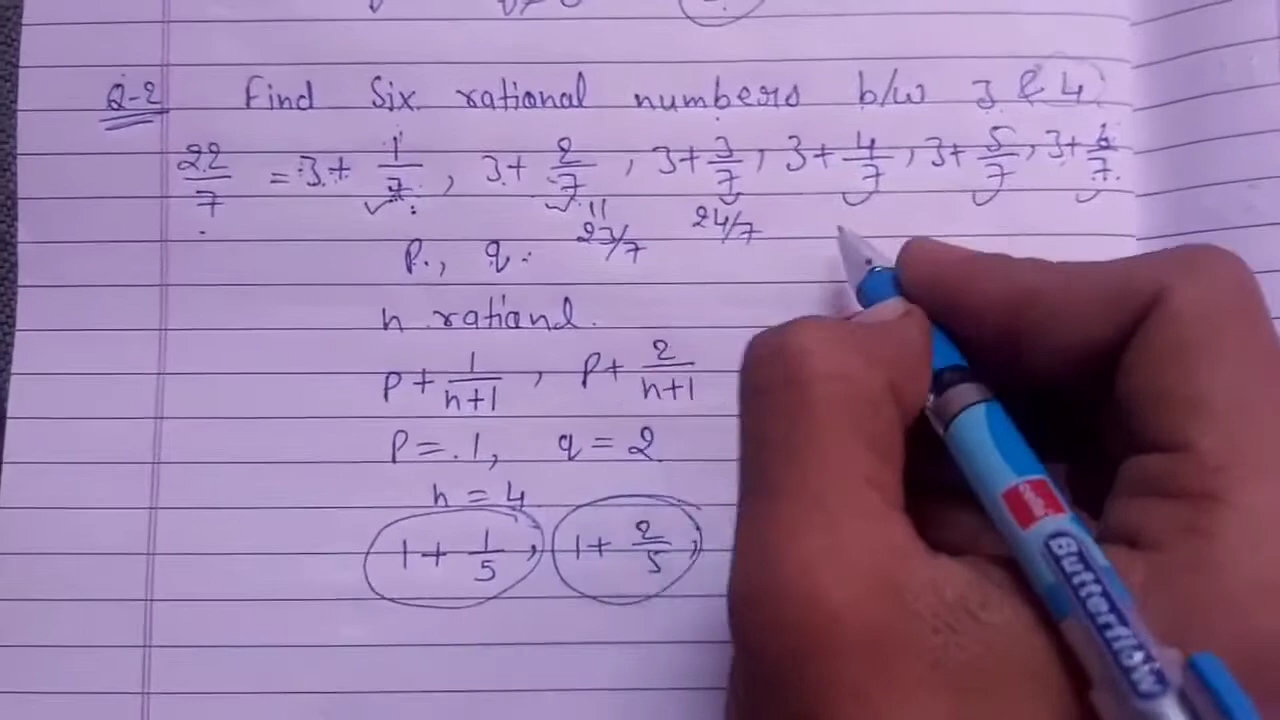 Q-2 Find Six rational numbers b/w 3 & 4
22/7 = 3 + 1/7, 3 + 2/7, 3 + 3/7, 3 + 4/7, 3 + 5/7, 3 + 6/7.
23/7 24/7
p., q.
n rational.
p + 1/n+1, p + 2/n+1
p = 1, q = 2
n = 4
1 + 1/5, 1 + 2/5,
Butterflow